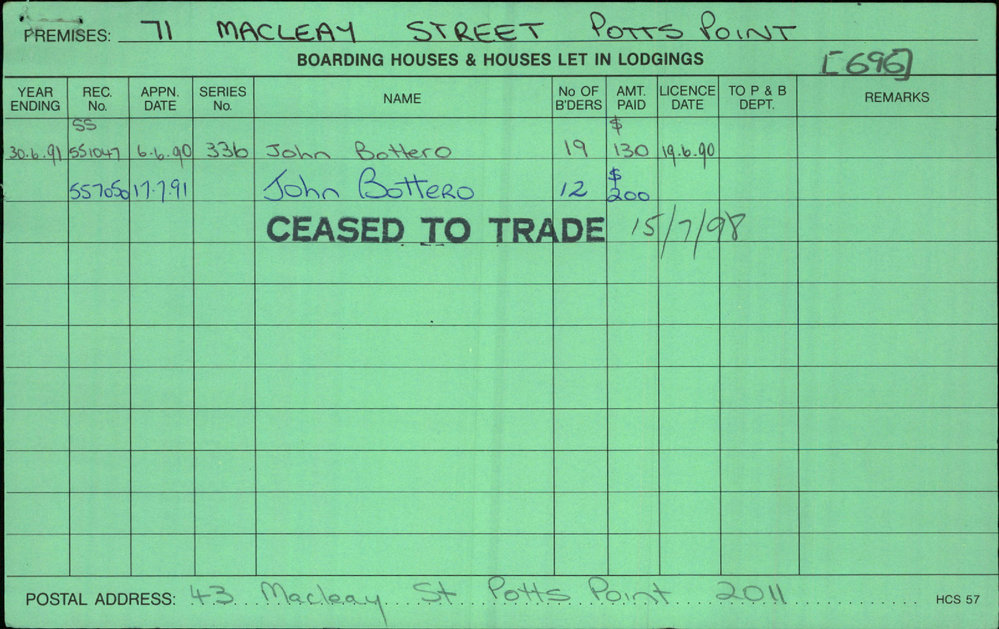 PREMISES: 71 MACLEAY STREET POTTS POINT
BOARDING HOUSES & HOUSES LET IN LODGINGS [696]
YEAR ENDING REC. No. APPN. DATE SERIES No. NAME No OF B'DERS AMT. PAID LICENCE DATE TO P & B DEPT. REMARKS
SS $
30.6.91 551047 6.6.90 336 John Bottero 19 130 19.6.90
557050 17.7.91 John Bottero 12 $200
CEASED TO TRADE 15/7/98
POSTAL ADDRESS: 43 Macleay St Potts Point 2011 HCS 57